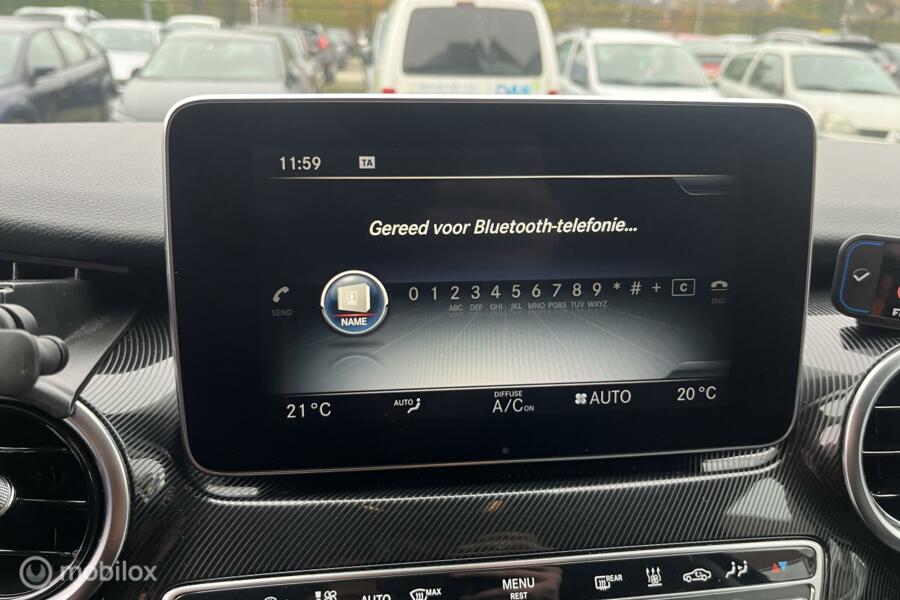 11:59 TA
Gereed voor Bluetooth-telefonie...
SEND NAME 0 1 2 3 4 5 6 7 8 9 * # + C END
ABC DEF GHI JKL MNO PQRS TUV WXYZ
21°C AUTO DIFFUSE A/C ON AUTO 20°C
mobilox
AUTO MAX MENU REST REAR